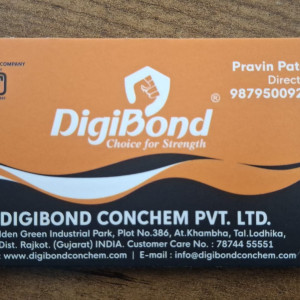 COMPANY
Pravin Pat
Direct
987950092
DigiBond
®
Choice for Strength
DIGIBOND CONCHEM PVT. LTD.
lden Green Industrial Park, Plot No.386, At.Khambha, Tal.Lodhika,
Dist. Rajkot. (Gujarat) INDIA. Customer Care No. : 78744 55551
: www.digibondconchem.com | E-mail : info@digibondconchem.c